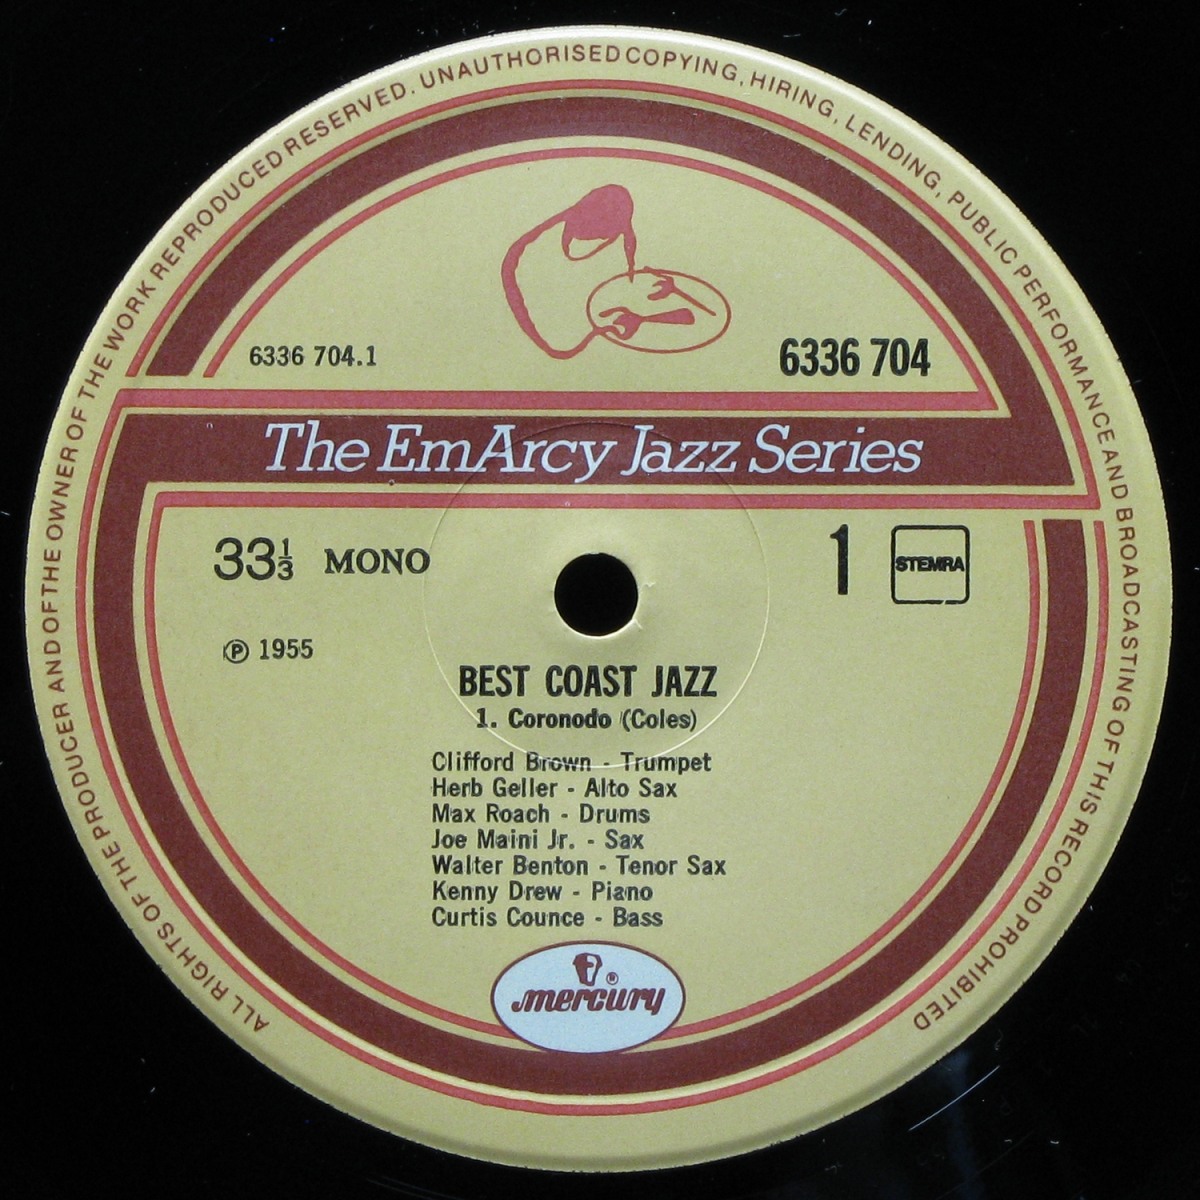 ALL RIGHTS OF THE PRODUCER AND OF THE OWNER OF THE WORK REPRODUCED RESERVED. UNAUTHORISED COPYING, HIRING, LENDING, PUBLIC PERFORMANCE AND BROADCASTING OF THIS RECORD PROHIBITED
6336 704.1
6336 704
The EmArcy Jazz Series
33⅓ MONO
1
STEMRA
℗ 1955
BEST COAST JAZZ
1. Coronodo (Coles)
Clifford Brown - Trumpet
Herb Geller - Alto Sax
Max Roach - Drums
Joe Maini Jr. - Sax
Walter Benton - Tenor Sax
Kenny Drew - Piano
Curtis Counce - Bass
®
mercury